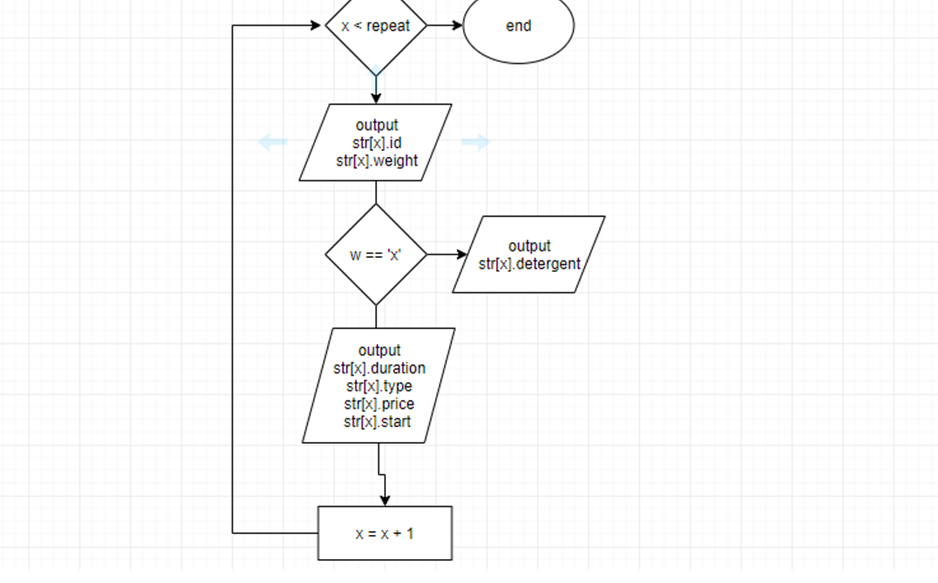 x < repeat
end
output
str[x].id
str[x].weight
w == 'x'
output
str[x].detergent
output
str[x].duration
str[x].type
str[x].price
str[x].start
x = x + 1